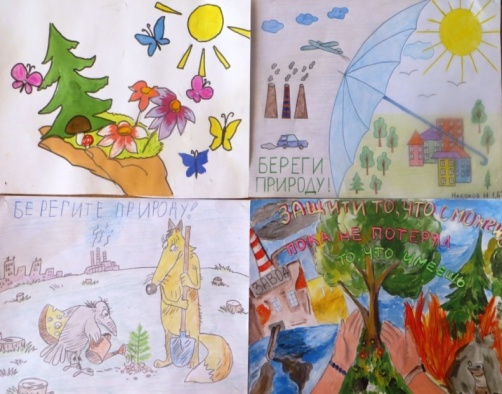 БЕРЕГИ
ПРИРОДУ!
БЕРЕГИТЕ ПРИРОДУ!
ЗАЩИТИ ТО, ЧТО С
ПОКА НЕ ПОТЕРЯЛ
ТО, ЧТО ИМЕЕШЬ
ЗАВОД